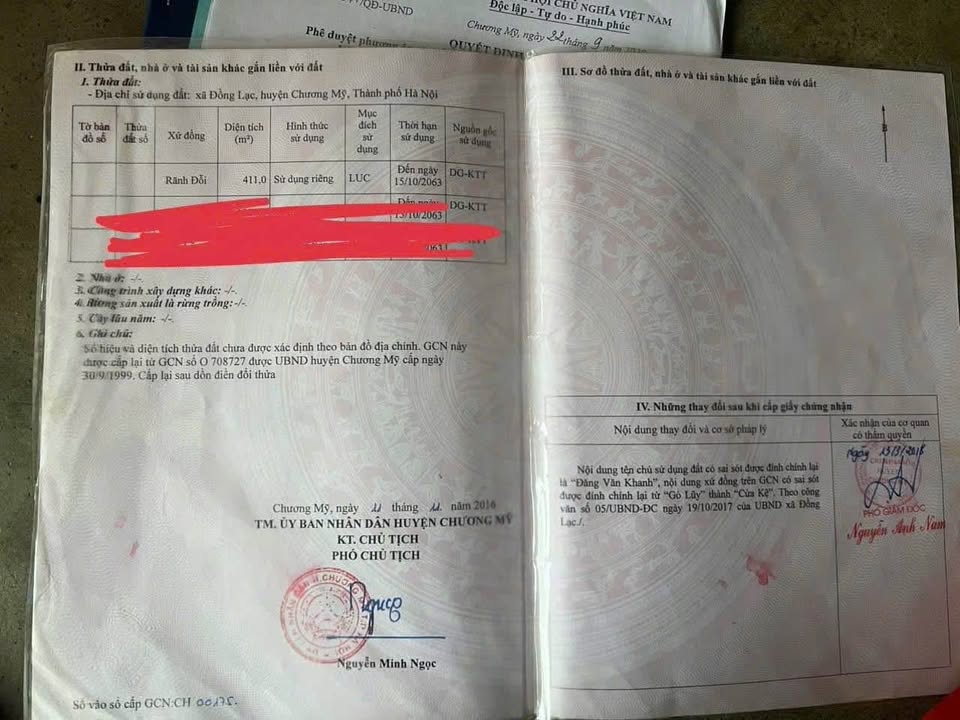 /QĐ-UBND
HỘI CHỦ NGHĨA VIỆT NAM
Độc lập - Tự do - Hạnh phúc
Chương Mỹ, ngày 22 tháng 9
QUYẾT ĐỊNH
Phê duyệt phương
II. Thửa đất, nhà ở và tài sản khác gắn liền với đất
1. Thửa đất:
- Địa chỉ sử dụng đất: xã Đồng Lạc, huyện Chương Mỹ, Thành phố Hà Nội
Tờ bản đồ số Thửa đất số Xứ đồng Diện tích (m²) Hình thức sử dụng Mục đích sử dụng Thời hạn sử dụng Nguồn gốc sử dụng
Rãnh Đồi 411,0 Sử dụng riêng LUC Đến ngày 15/10/2063 DG-KTT
Đến ngày 15/10/2063 DG-KTT
2. Nhà ở: -/-.
3. Công trình xây dựng khác: -/-.
4. Rừng sản xuất là rừng trồng:-/-.
5. Cây lâu năm: -/-.
6. Ghi chú:
Số hiệu và diện tích thửa đất chưa được xác định theo bản đồ địa chính. GCN này
được cấp lại từ GCN số O 708727 được UBND huyện Chương Mỹ cấp ngày
30/9/1999. Cấp lại sau dồn điền đổi thửa
Chương Mỹ, ngày 11 tháng 11 năm 2016
TM. ỦY BAN NHÂN DÂN HUYỆN CHƯƠNG MỸ
KT. CHỦ TỊCH
PHÓ CHỦ TỊCH
Nguyễn Minh Ngọc
Số vào sổ cấp GCN:CH 00175.
III. Sơ đồ thửa đất, nhà ở và tài sản khác gắn liền với đất
B
IV. Những thay đổi sau khi cấp giấy chứng nhận
Nội dung thay đổi và cơ sở pháp lý
Xác nhận của cơ quan
có thẩm quyền
Nội dung tên chủ sử dụng đất có sai sót được đính chính lại
là "Đặng Văn Khanh", nội dung xứ đồng trên GCN có sai sót
được đính chính lại từ "Gò Lũy" thành "Cửa Kệ". Theo công
văn số 05/UBND-ĐC ngày 19/10/2017 của UBND xã Đồng
Lạc./.
Ngày 13/3/2018
PHÓ GIÁM ĐỐC
Nguyễn Anh Nam